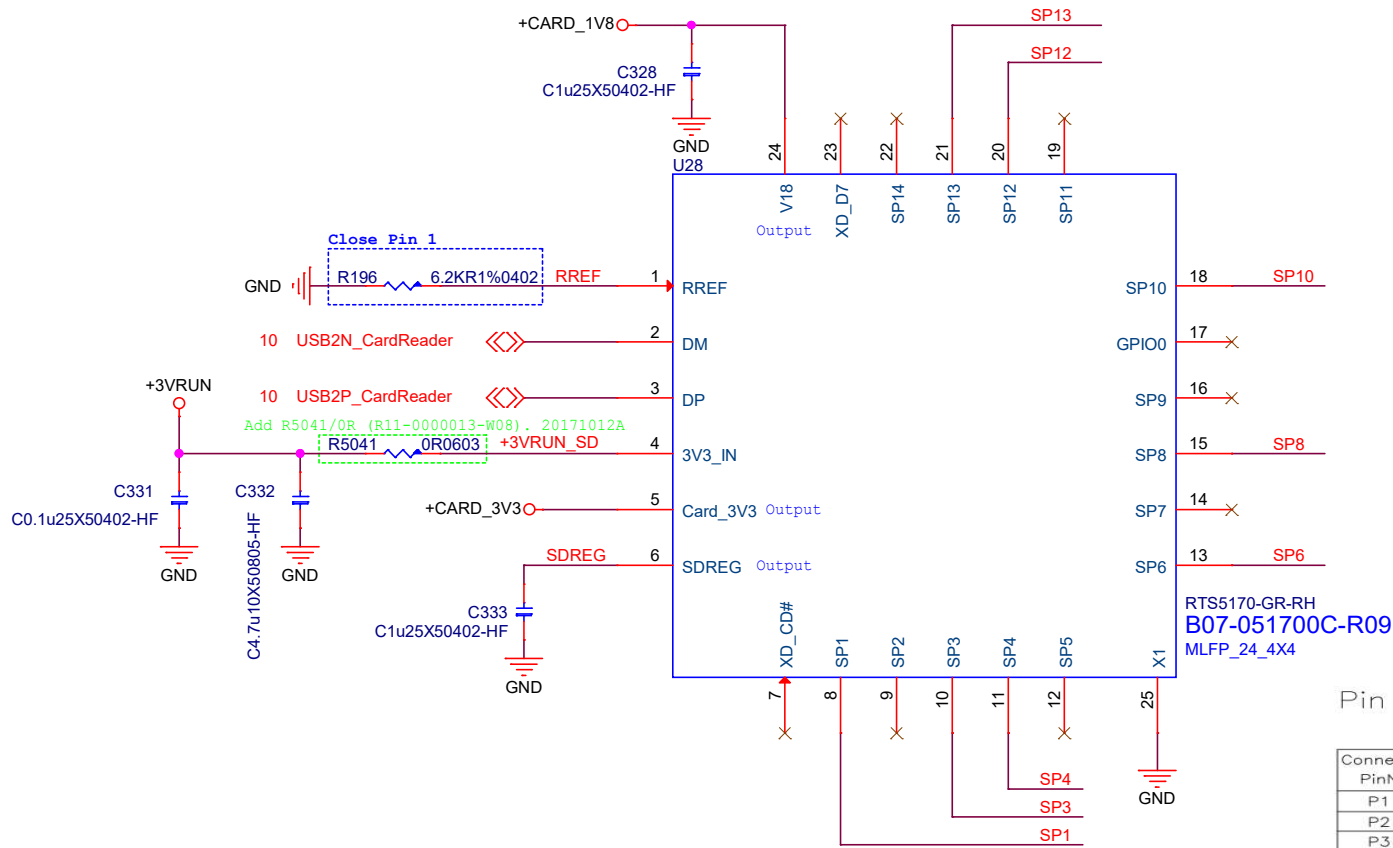 +CARD_1V8
SP13
SP12
C328
C1u25X50402-HF
GND
U28
24
23
22
21
20
19
V18
XD_D7
SP14
SP13
SP12
SP11
Output
Close Pin 1
GND
R196
6.2KR1%0402
RREF
1
RREF
SP10
18
SP10
10 USB2N_CardReader
2
DM
GPIO0
17
10 USB2P_CardReader
3
DP
SP9
16
+3VRUN
Add R5041/0R (R11-0000013-W08). 20171012A
R5041
0R0603
+3VRUN_SD
4
3V3_IN
SP8
15
SP8
C331
C0.1u25X50402-HF
GND
C332
C4.7u10X50805-HF
GND
+CARD_3V3
5
Card_3V3
Output
SP7
14
SDREG
6
SDREG
Output
SP6
13
SP6
C333
C1u25X50402-HF
GND
RTS5170-GR-RH
B07-051700C-R09
MLFP_24_4X4
XD_CD#
SP1
SP2
SP3
SP4
SP5
X1
7
8
9
10
11
12
25
SP4
SP3
SP1
GND
Pin
Conne
PinN
P1
P2
P3